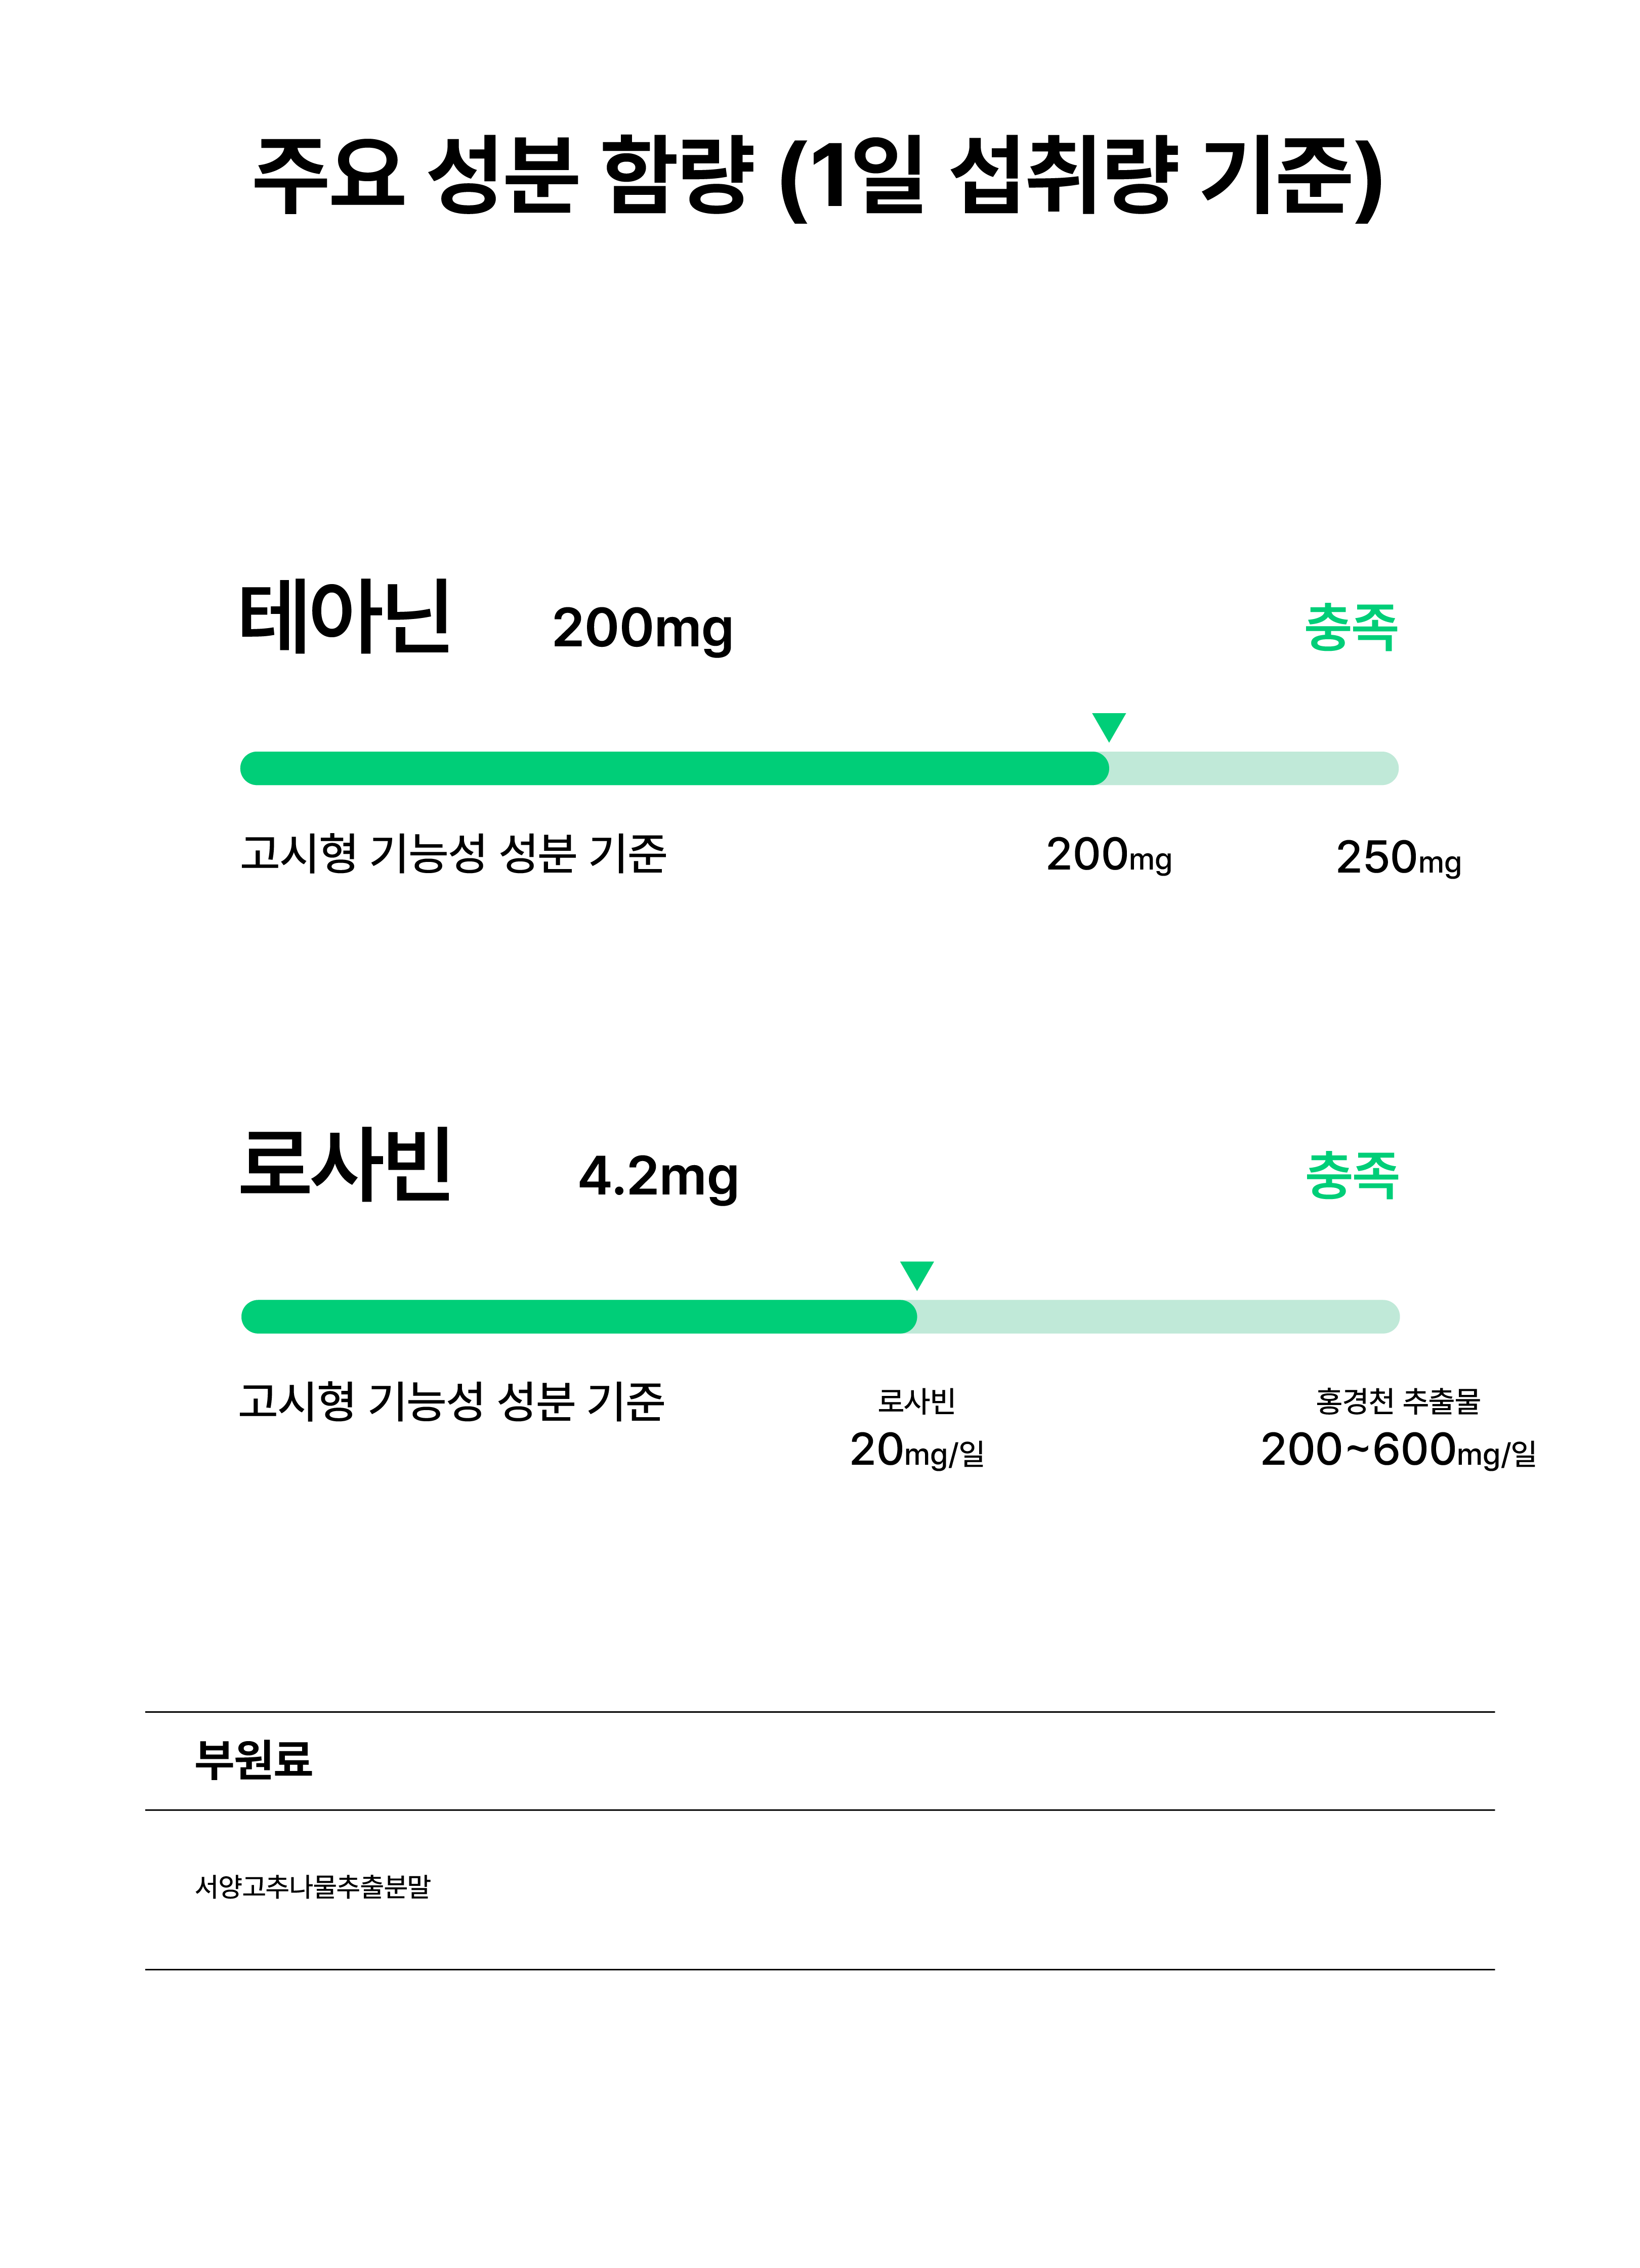 주요 성분 함량 (1일 섭취량 기준)
테아닌 200mg 충족
고시형 기능성 성분 기준 200mg 250mg
로사빈 4.2mg 충족
고시형 기능성 성분 기준 로사빈 홍경천 추출물
20mg/일 200~600mg/일
부원료
서양고추나물추출분말